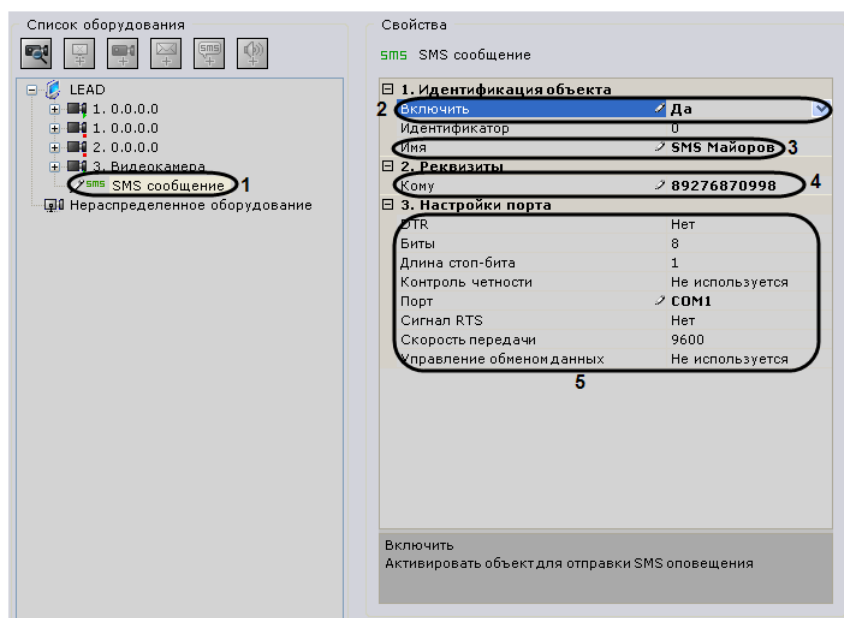 Список оборудования
SMS
LEAD
1. 0.0.0.0
1. 0.0.0.0
2. 0.0.0.0
3. Видеокамера
sms SMS сообщение 1
Нераспределенное оборудование
Свойства
sms SMS сообщение
1. Идентификация объекта
2 Включить Да
Идентификатор 0
Имя SMS Майоров 3
2. Реквизиты
Кому 89276870998 4
3. Настройки порта
DTR Нет
Биты 8
Длина стоп-бита 1
Контроль четности Не используется
Порт COM1
Сигнал RTS Нет
Скорость передачи 9600
Управление обменом данных Не используется
5
Включить
Активировать объект для отправки SMS оповещения